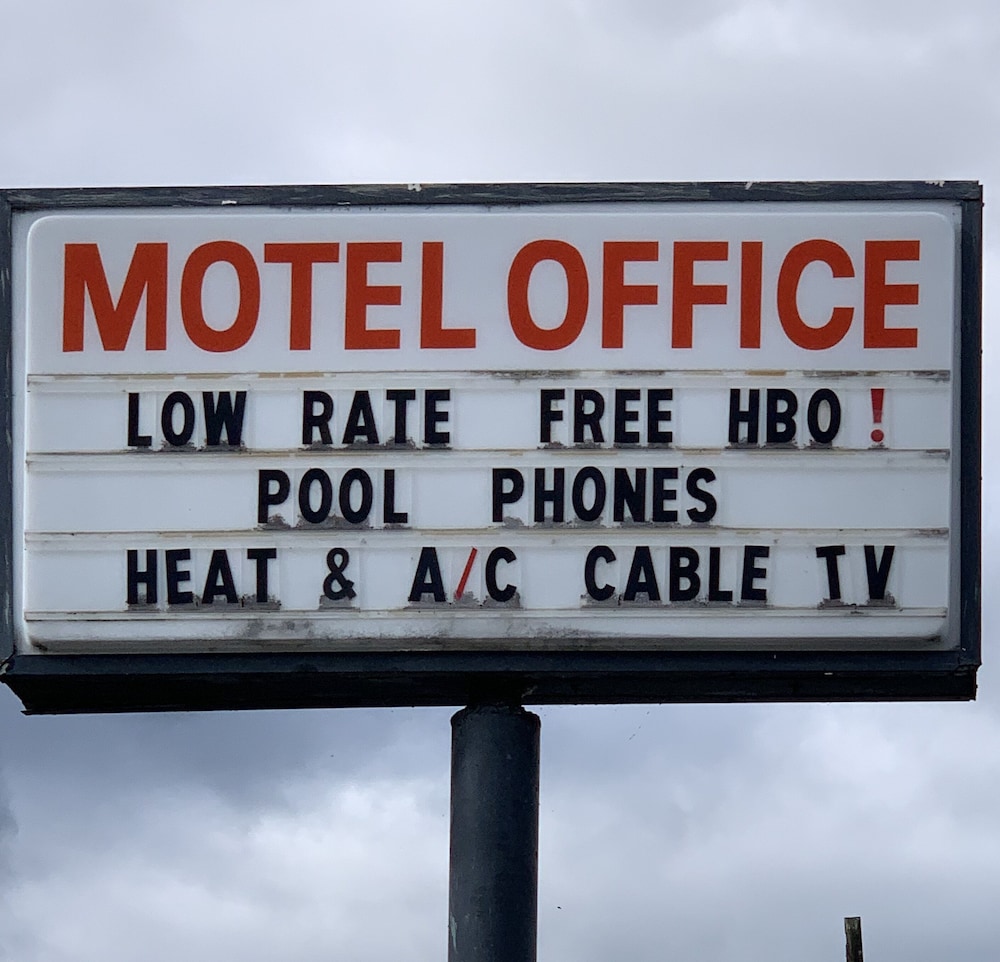 MOTEL OFFICE
LOW RATE FREE HBO!
POOL PHONES
HEAT & A/C CABLE TV